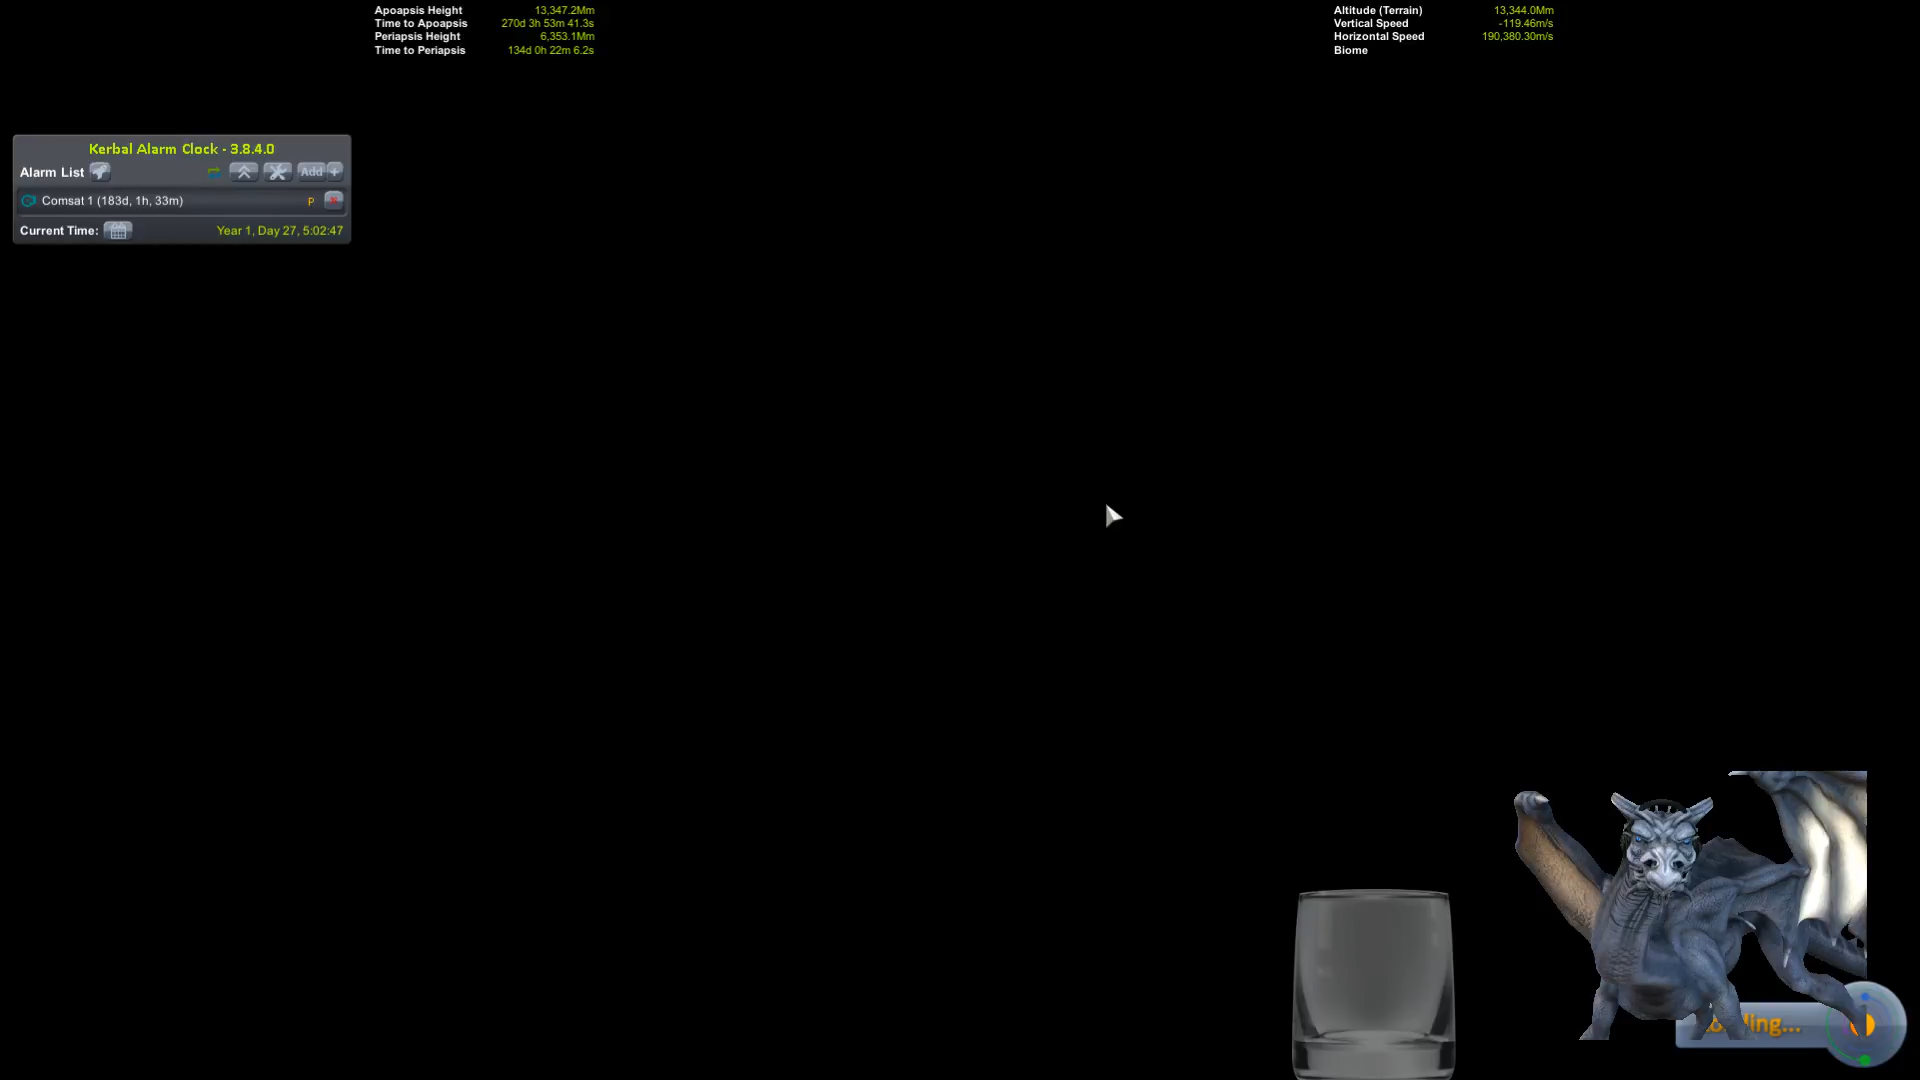 Apoapsis Height 13,347.2Mm
Time to Apoapsis 270d 3h 53m 41.3s
Periapsis Height 6,353.1Mm
Time to Periapsis 134d 0h 22m 6.2s
Altitude (Terrain) 13,344.0Mm
Vertical Speed -119.46m/s
Horizontal Speed 190,380.30m/s
Biome
Kerbal Alarm Clock - 3.8.4.0
Alarm List Add +
Comsat 1 (183d, 1h, 33m) P
Current Time: Year 1, Day 27, 5:02:47